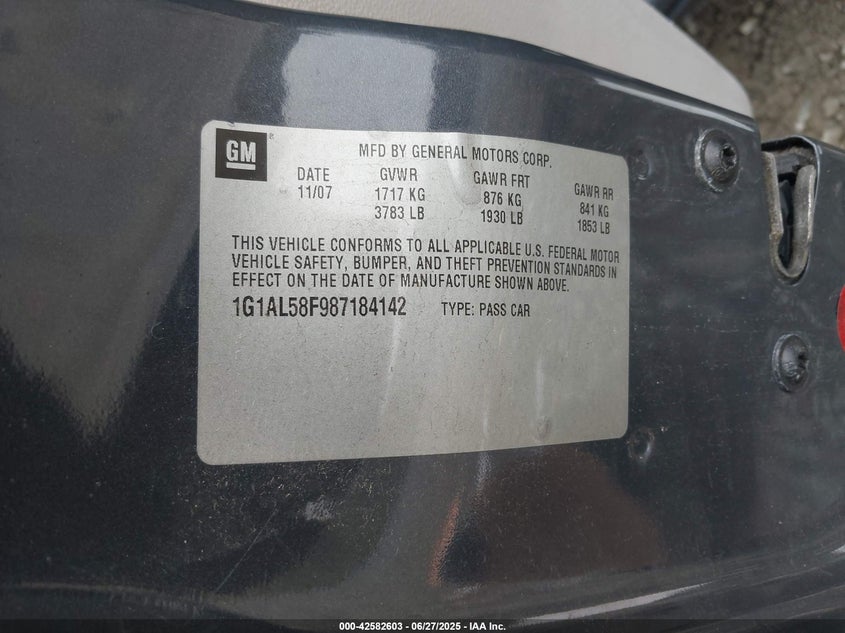 GM
MFD BY GENERAL MOTORS CORP.
DATE GVWR GAWR FRT GAWR RR
11/07 1717 KG 876 KG 841 KG
3783 LB 1930 LB 1853 LB
THIS VEHICLE CONFORMS TO ALL APPLICABLE U.S. FEDERAL MOTOR
VEHICLE SAFETY, BUMPER, AND THEFT PREVENTION STANDARDS IN
EFFECT ON THE DATE OF MANUFACTURE SHOWN ABOVE.
1G1AL58F987184142 TYPE: PASS CAR
000-42582603 - 06/27/2025 - IAA Inc.